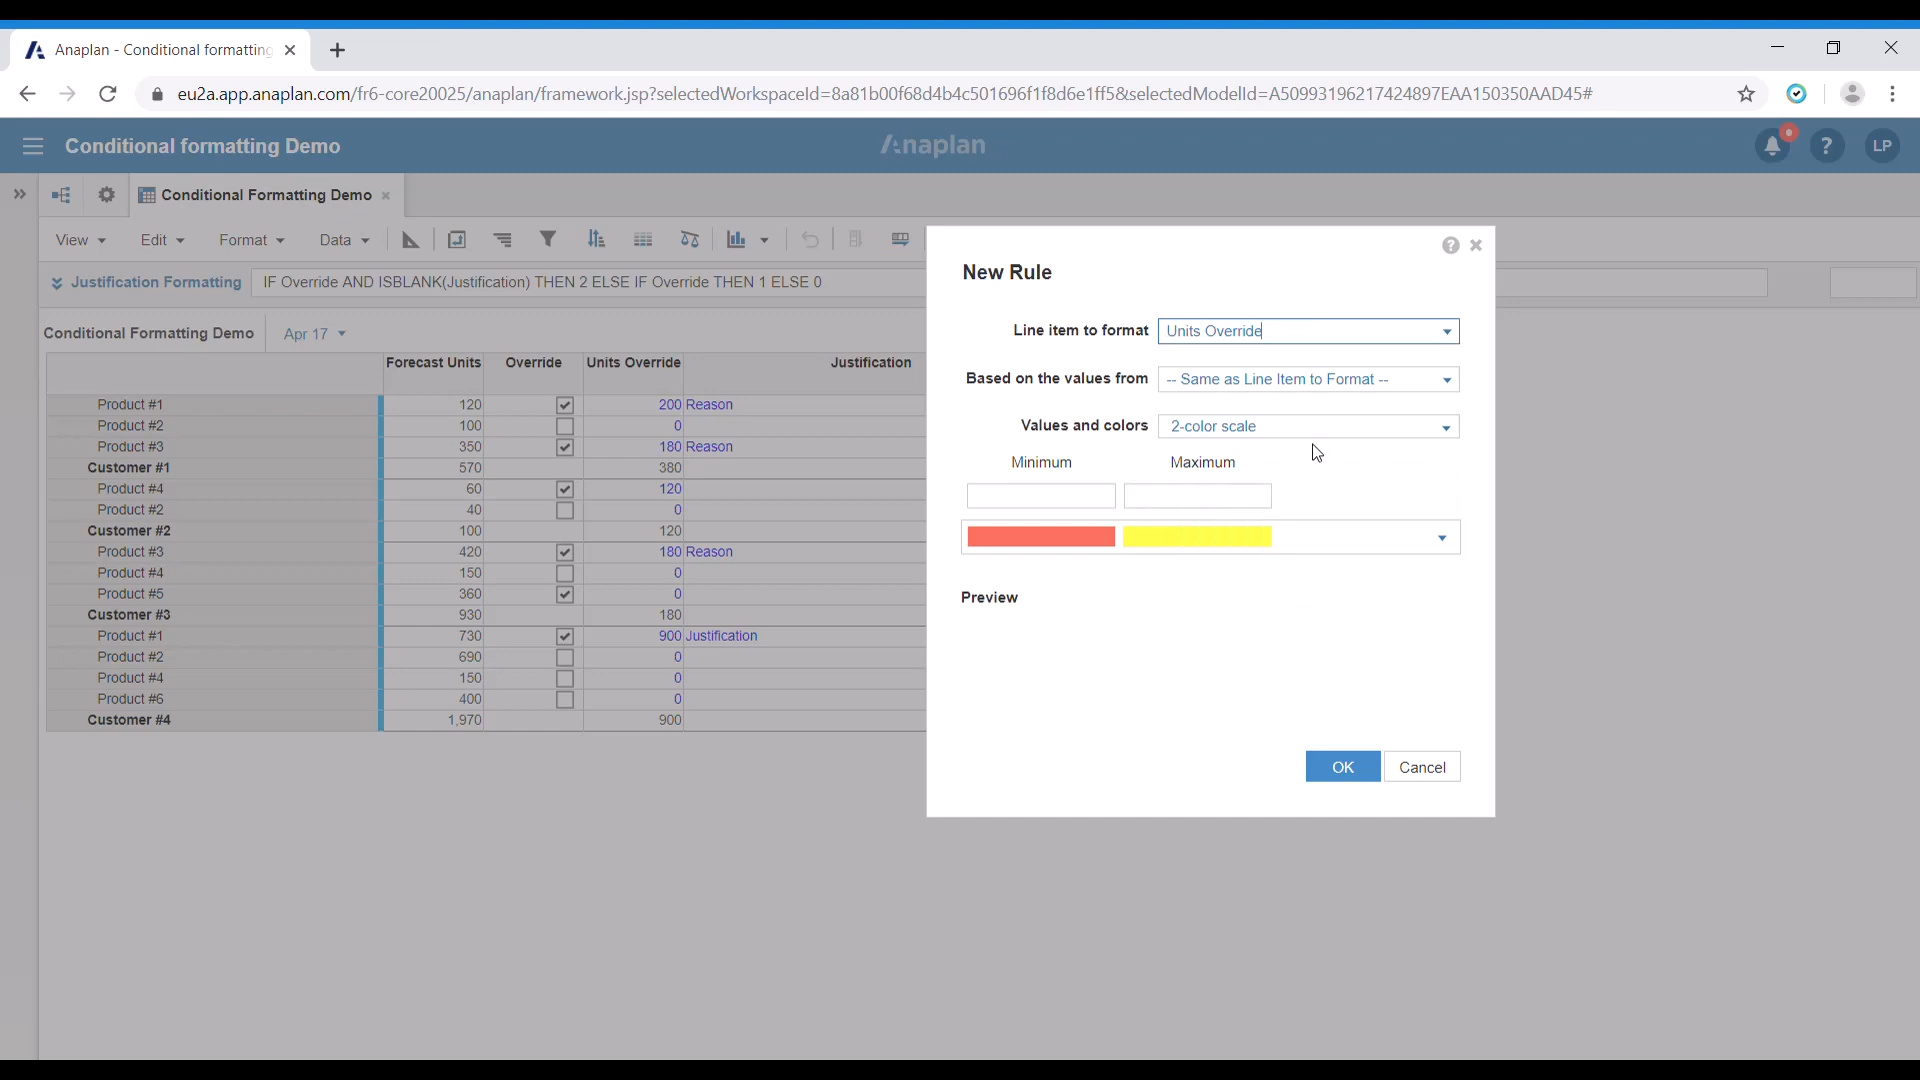 Anaplan - Conditional formatting
eu2a.app.anaplan.com/fr6-core20025/anaplan/framework.jsp?selectedWorkspaceId=8a81b00f68d4b4c501696f1f8d6e1ff5&selectedModelId=A50993196217424897EAA150350AAD45#
Conditional formatting Demo
Anaplan
? LP
Conditional Formatting Demo
View Edit Format Data
Justification Formatting IF Override AND ISBLANK(Justification) THEN 2 ELSE IF Override THEN 1 ELSE 0
Conditional Formatting Demo Apr 17
Forecast Units Override Units Override Justification
Product #1 120 200 Reason
Product #2 100 0
Product #3 350 180 Reason
Customer #1 570 380
Product #4 60 120
Product #2 40 0
Customer #2 100 120
Product #3 420 180 Reason
Product #4 150 0
Product #5 360 0
Customer #3 930 180
Product #1 730 900 Justification
Product #2 690 0
Product #4 150 0
Product #6 400 0
Customer #4 1,970 900
?
New Rule
Line item to format Units Override
Based on the values from -- Same as Line Item to Format --
Values and colors 2-color scale
Minimum Maximum
Preview
OK Cancel